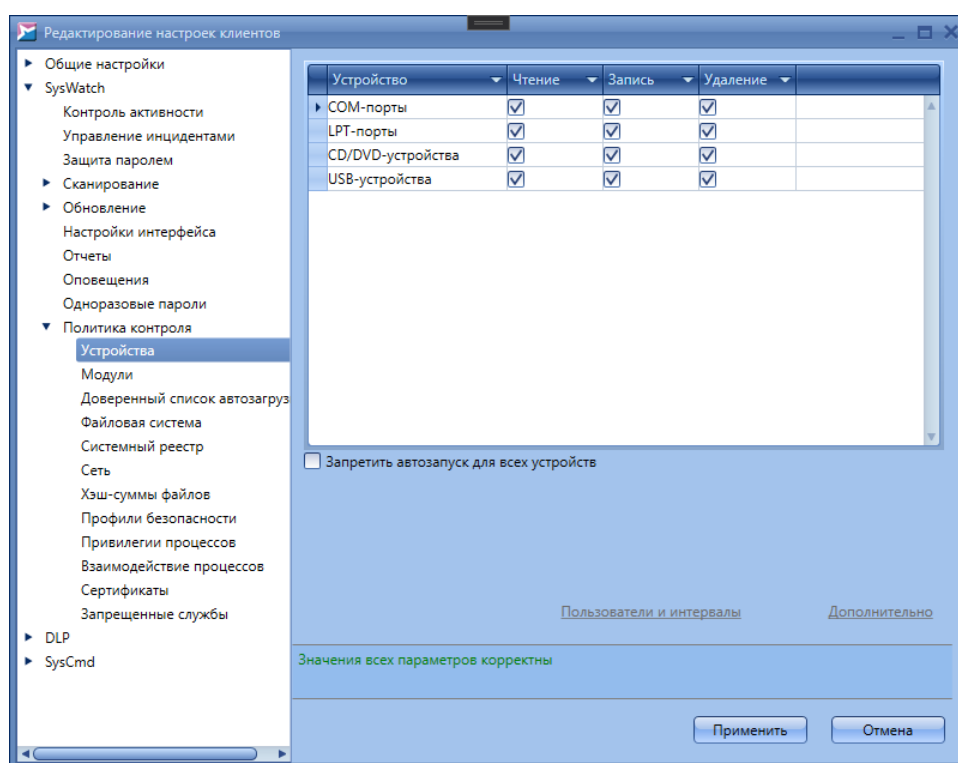 Редактирование настроек клиентов
Общие настройки
SysWatch
Контроль активности
Управление инцидентами
Защита паролем
Сканирование
Обновление
Настройки интерфейса
Отчеты
Оповещения
Одноразовые пароли
Политика контроля
Устройства
Модули
Доверенный список автозагруз
Файловая система
Системный реестр
Сеть
Хэш-суммы файлов
Профили безопасности
Привилегии процессов
Взаимодействие процессов
Сертификаты
Запрещенные службы
DLP
SysCmd
Устройство Чтение Запись Удаление
COM-порты
LPT-порты
CD/DVD-устройства
USB-устройства
Запретить автозапуск для всех устройств
Пользователи и интервалы Дополнительно
Значения всех параметров корректны
Применить Отмена